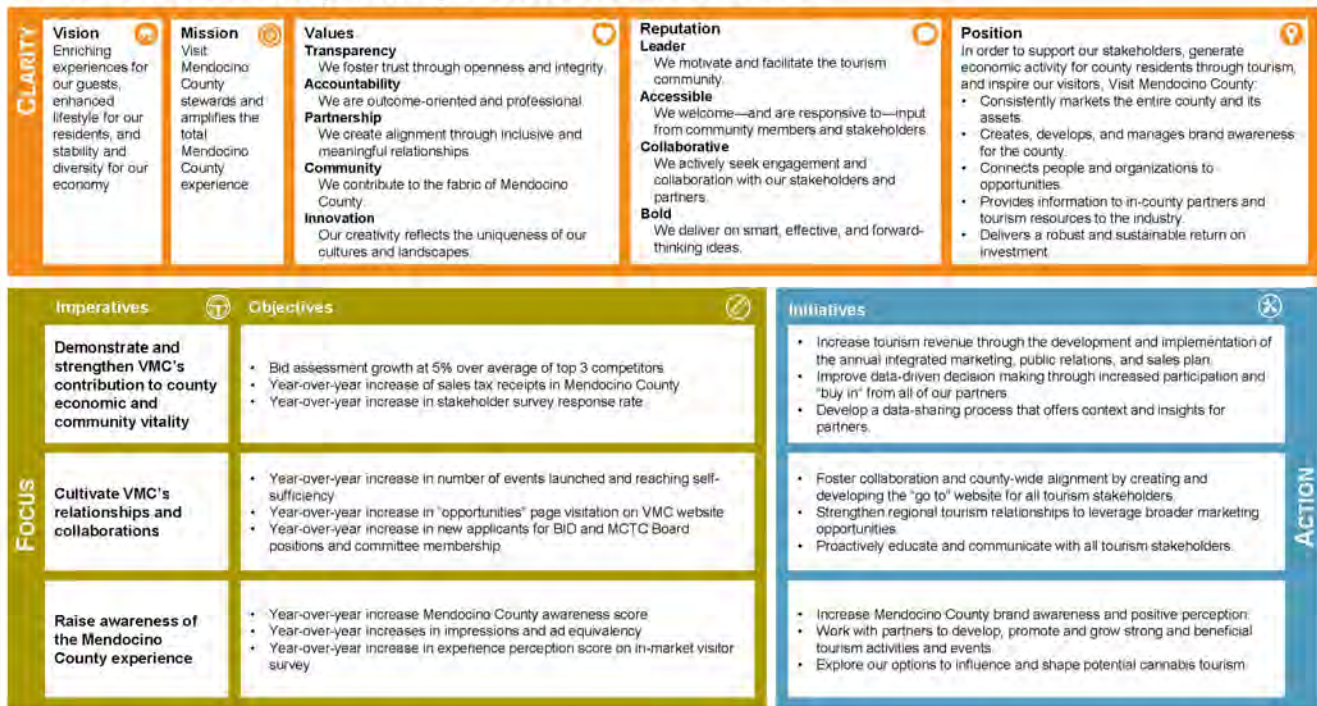 CLARITY
Vision
Enriching
experiences for
our guests,
enhanced
lifestyle for our
residents, and
stability and
diversity for our
economy
Mission
Visit
Mendocino
County
stewards and
amplifies the
total
Mendocino
County
experience
Values
Transparency
We foster trust through openness and integrity.
Accountability
We are outcome-oriented and professional
Partnership
We create alignment through inclusive and
meaningful relationships
Community
We contribute to the fabric of Mendocino
County.
Innovation
Our creativity reflects the uniqueness of our
cultures and landscapes.
Reputation
Leader
We motivate and facilitate the tourism
community.
Accessible
We welcome—and are responsive to—input
from community members and stakeholders
Collaborative
We actively seek engagement and
collaboration with our stakeholders and
partners.
Bold
We deliver on smart, effective, and forward-
thinking ideas.
Position
In order to support our stakeholders, generate
economic activity for county residents through tourism,
and inspire our visitors, Visit Mendocino County:
• Consistently markets the entire county and its
assets.
• Creates, develops, and manages brand awareness
for the county.
• Connects people and organizations to
opportunities.
• Provides information to in-county partners and
tourism resources to the industry.
• Delivers a robust and sustainable return on
investment
FOCUS
Imperatives
Objectives
Demonstrate and
strengthen VMC's
contribution to county
economic and
community vitality
• Bid assessment growth at 5% over average of top 3 competitors
• Year-over-year increase of sales tax receipts in Mendocino County
• Year-over-year increase in stakeholder survey response rate
Cultivate VMC's
relationships and
collaborations
• Year-over-year increase in number of events launched and reaching self-
sufficiency
• Year-over-year increase in "opportunities" page visitation on VMC website
• Year-over-year increase in new applicants for BID and MCTC Board
positions and committee membership
Raise awareness of
the Mendocino
County experience
• Year-over-year increase Mendocino County awareness score
• Year-over-year increases in impressions and ad equivalency
• Year-over-year increase in experience perception score on in-market visitor
survey
Initiatives
• Increase tourism revenue through the development and implementation of
the annual integrated marketing, public relations, and sales plan.
• Improve data-driven decision making through increased participation and
"buy in" from all of our partners
• Develop a data-sharing process that offers context and insights for
partners.
• Foster collaboration and county-wide alignment by creating and
developing the "go to" website for all tourism stakeholders
• Strengthen regional tourism relationships to leverage broader marketing
opportunities.
• Proactively educate and communicate with all tourism stakeholders.
• Increase Mendocino County brand awareness and positive perception
• Work with partners to develop, promote and grow strong and beneficial
tourism activities and events
• Explore our options to influence and shape potential cannabis tourism
ACTION